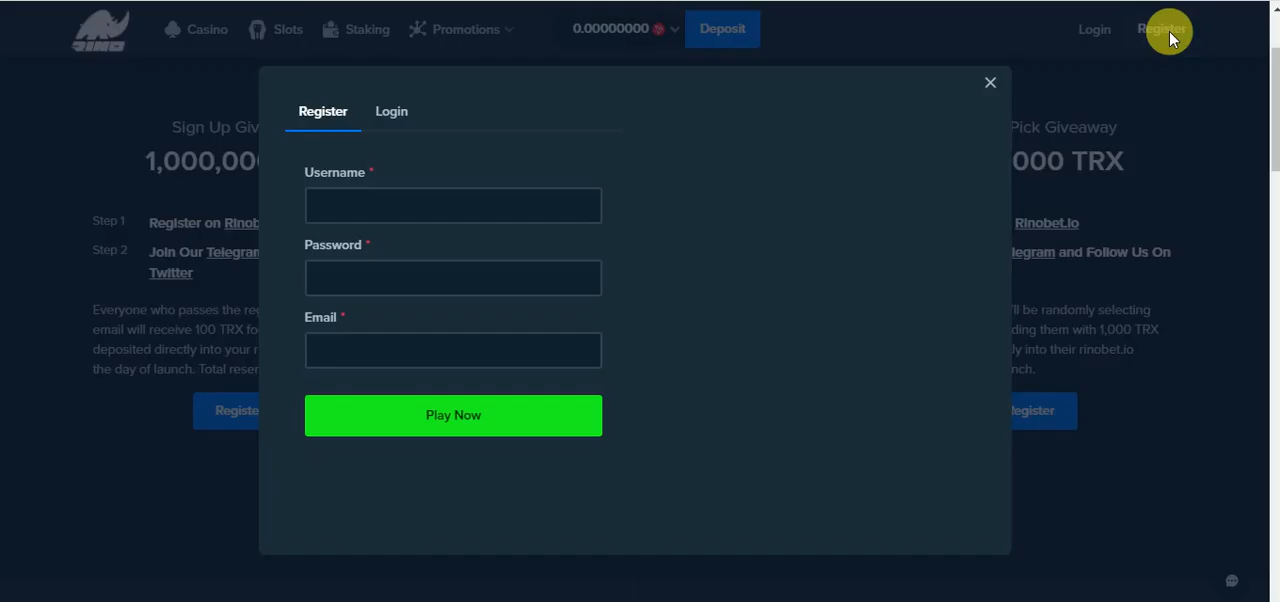 RINO Casino Slots Staking Promotions 0.00000000 Deposit Login Register
Register Login
Sign Up Giv
Pick Giveaway
1,000,00
000 TRX
Username *
Step 1 Register on Rinob
Rinobet.io
Password *
Step 2 Join Our Telegram
legram and Follow Us On
Twitter
Everyone who passes the re
'll be randomly selecting
Email *
email will receive 100 TRX fo
ding them with 1,000 TRX
deposited directly into your r
ly into their rinobet.io
the day of launch. Total rese
nch.
Registe
Play Now
egister